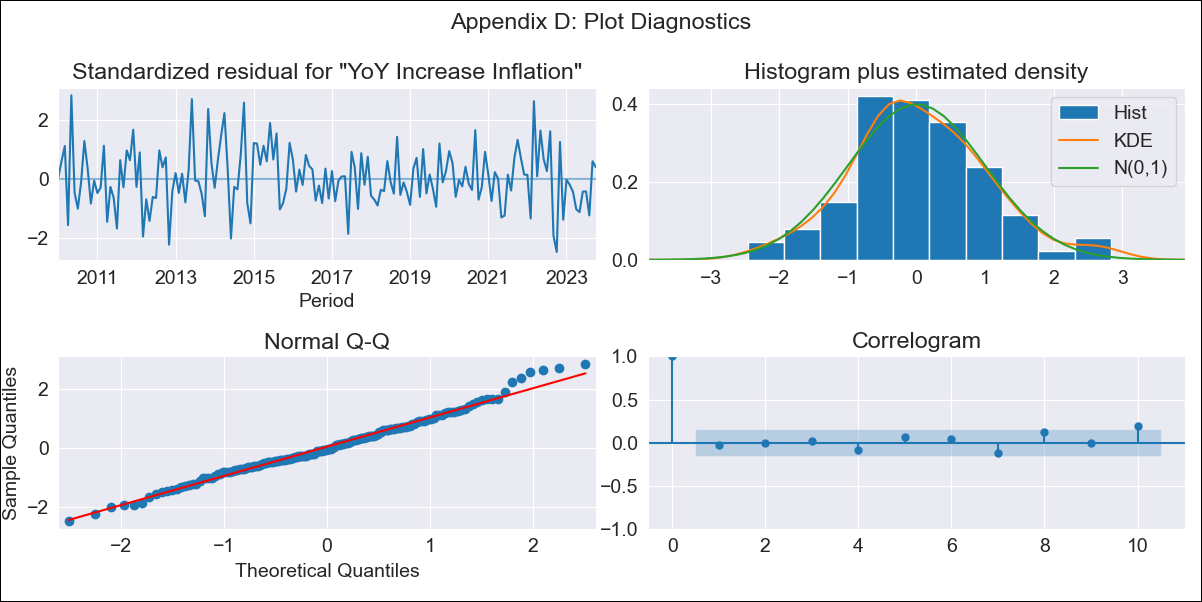 Appendix D: Plot Diagnostics
Standardized residual for "YoY Increase Inflation"
2
0
−2
2011 2013 2015 2017 2019 2021 2023
Period
Histogram plus estimated density
0.4
0.2
0.0
−3 −2 −1 0 1 2 3
Hist
KDE
N(0,1)
Normal Q-Q
Sample Quantiles
2
0
−2
−2 −1 0 1 2
Theoretical Quantiles
Correlogram
1.0
0.5
0.0
−0.5
−1.0
0 2 4 6 8 10